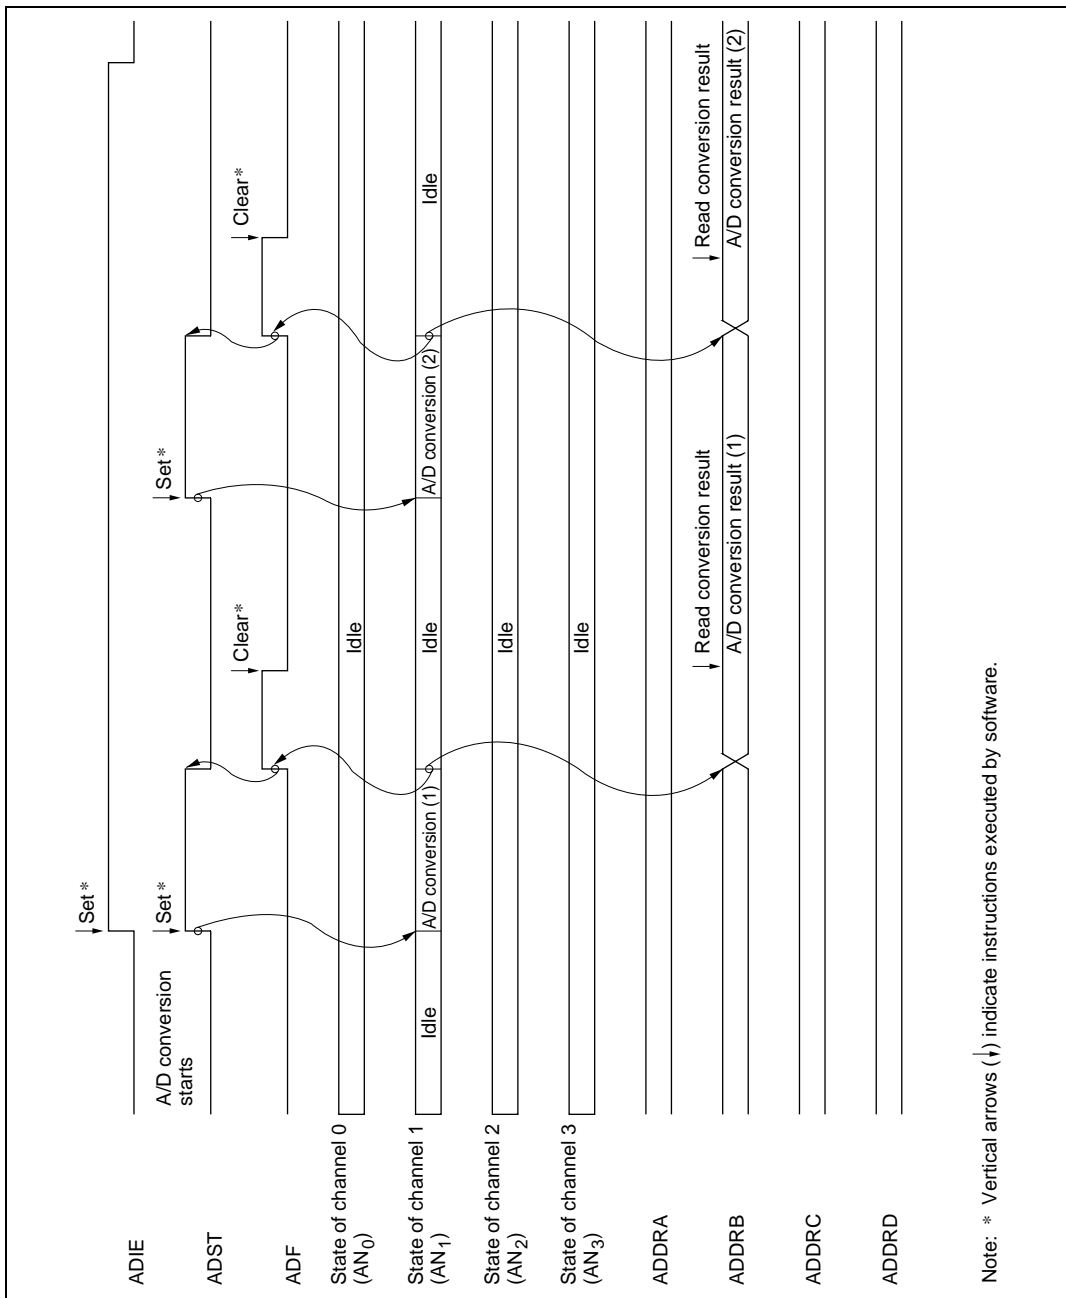 ADIE
Set *
ADST
A/D conversion
starts
Set *
Set *
ADF
Clear *
Clear *
State of channel 0
(AN0)
Idle
State of channel 1
(AN1)
Idle
A/D conversion (1)
Idle
A/D conversion (2)
Idle
State of channel 2
(AN2)
Idle
State of channel 3
(AN3)
Idle
ADDRA
ADDRB
Read conversion result
A/D conversion result (1)
Read conversion result
A/D conversion result (2)
ADDRC
ADDRD
Note: * Vertical arrows (↓) indicate instructions executed by software.